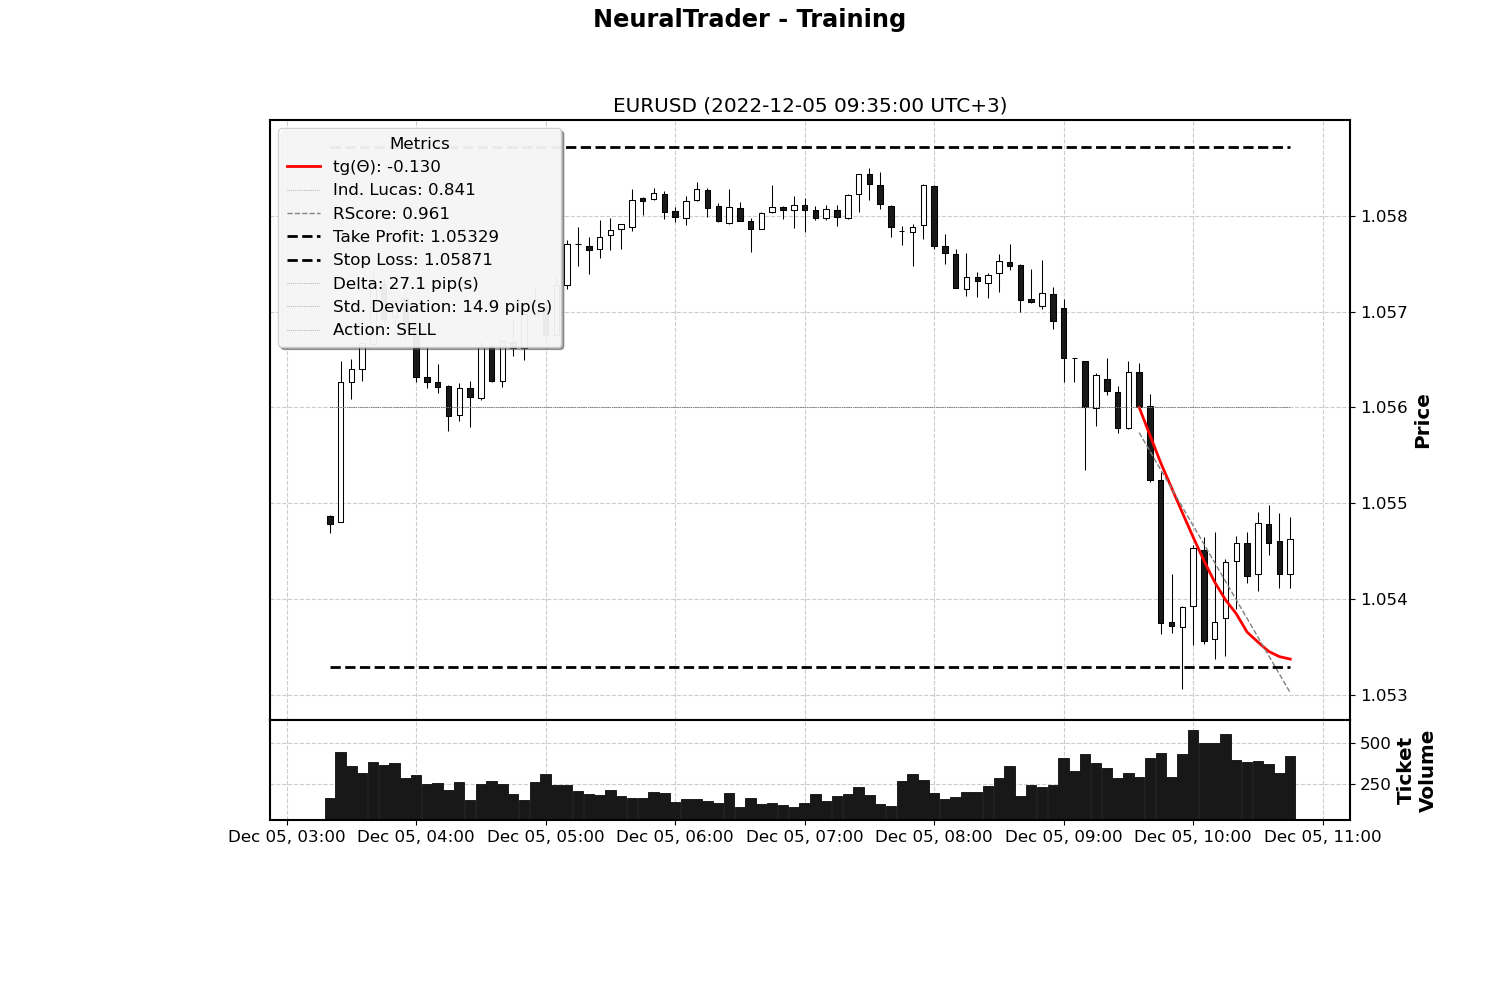 NeuralTrader - Training
EURUSD (2022-12-05 09:35:00 UTC+3)
Metrics
tg(Θ): -0.130
Ind. Lucas: 0.841
RScore: 0.961
Take Profit: 1.05329
Stop Loss: 1.05871
Delta: 27.1 pip(s)
Std. Deviation: 14.9 pip(s)
Action: SELL
1.058
1.057
1.056
1.055
1.054
1.053
Price
500
250
Ticket
Volume
Dec 05, 03:00
Dec 05, 04:00
Dec 05, 05:00
Dec 05, 06:00
Dec 05, 07:00
Dec 05, 08:00
Dec 05, 09:00
Dec 05, 10:00
Dec 05, 11:00